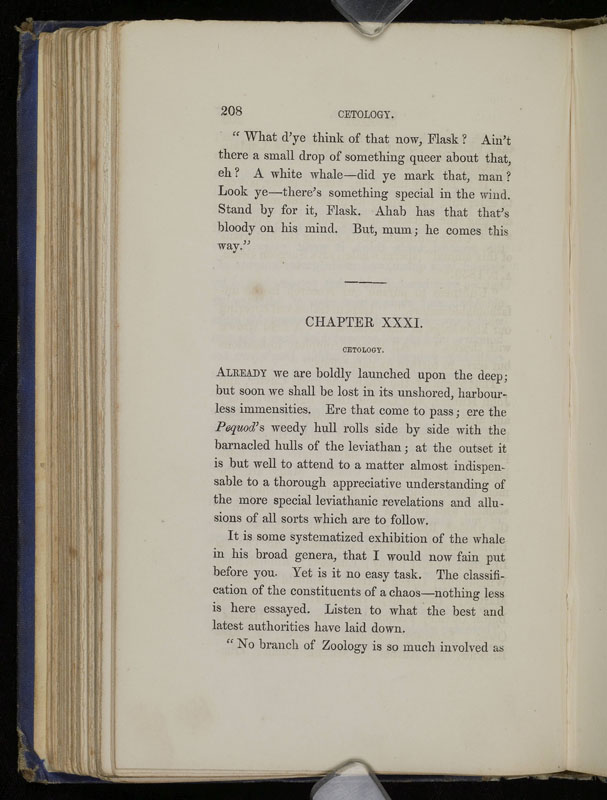 208
CETOLOGY.
“ What d’ye think of that now, Flask ? Ain’t
there a small drop of something queer about that,
eh ? A white whale—did ye mark that, man ?
Look ye—there’s something special in the wind.
Stand by for it, Flask. Ahab has that that’s
bloody on his mind. But, mum ; he comes this
way.”
CHAPTER XXXI.
CETOLOGY.
ALREADY we are boldly launched upon the deep;
but soon we shall be lost in its unshored, harbour-
less immensities. Ere that come to pass ; ere the
Pequod’s weedy hull rolls side by side with the
barnacled hulls of the leviathan ; at the outset it
is but well to attend to a matter almost indispen-
sable to a thorough appreciative understanding of
the more special leviathanic revelations and allu-
sions of all sorts which are to follow.
It is some systematized exhibition of the whale
in his broad genera, that I would now fain put
before you. Yet is it no easy task. The classifi-
cation of the constituents of a chaos—nothing less
is here essayed. Listen to what the best and
latest authorities have laid down.
“ No branch of Zoology is so much involved as